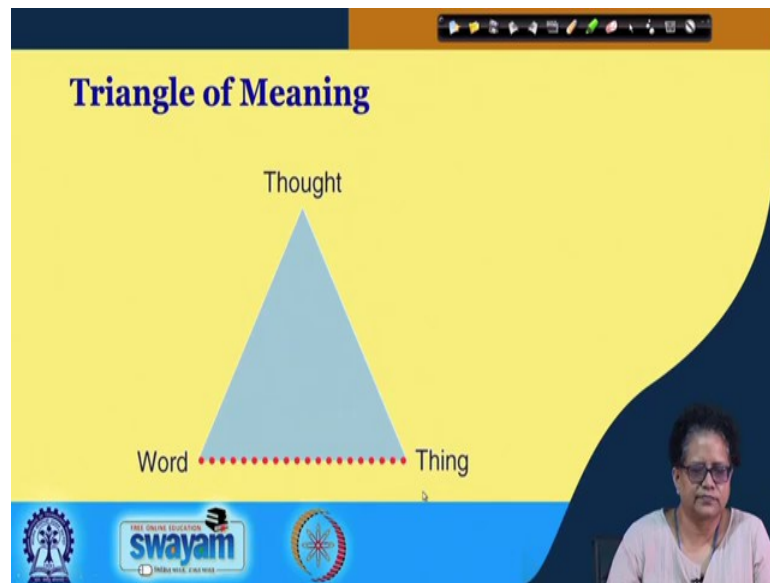 Triangle of Meaning
Thought
Word
Thing
FREE ONLINE EDUCATION
swayam